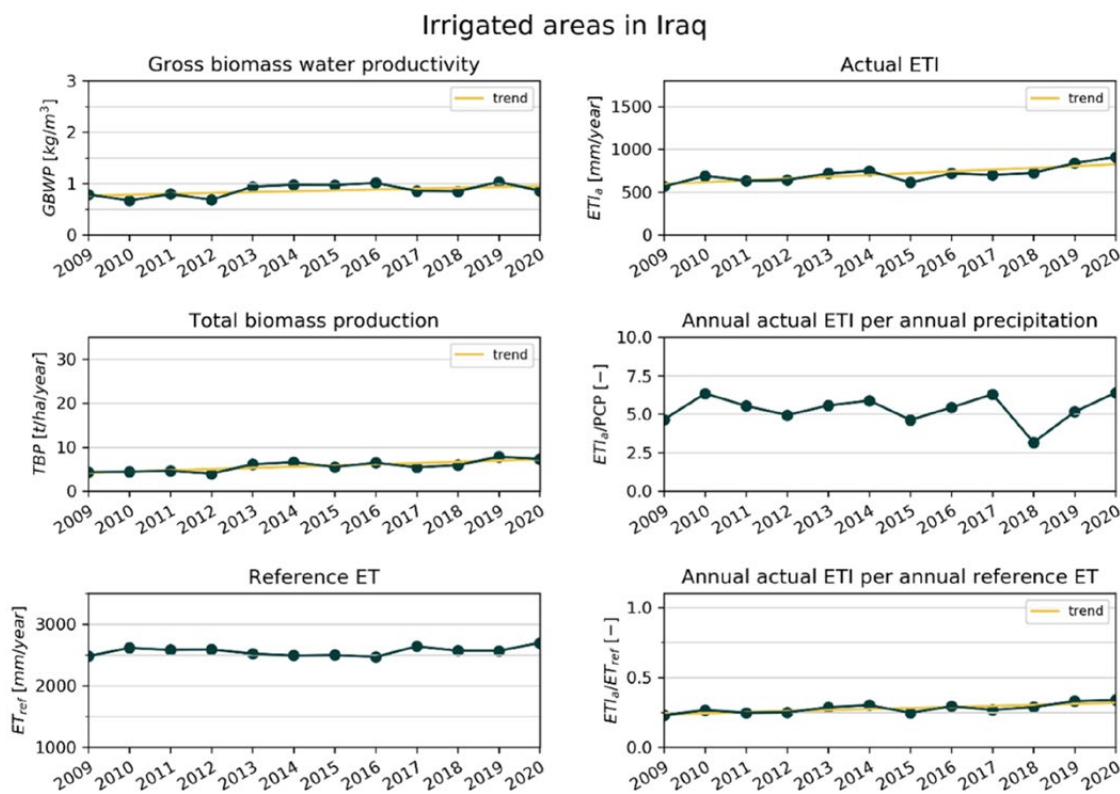 Irrigated areas in Iraq
Gross biomass water productivity
GBWP [kg/m³]
3
2
1
0
trend
2009 2010 2011 2012 2013 2014 2015 2016 2017 2018 2019 2020
Actual ETI
ETIa [mm/year]
1500
1000
500
0
trend
2009 2010 2011 2012 2013 2014 2015 2016 2017 2018 2019 2020
Total biomass production
TBP [t/ha/year]
30
20
10
0
trend
2009 2010 2011 2012 2013 2014 2015 2016 2017 2018 2019 2020
Annual actual ETI per annual precipitation
ETIa/PCP [−]
10.0
7.5
5.0
2.5
0.0
2009 2010 2011 2012 2013 2014 2015 2016 2017 2018 2019 2020
Reference ET
ETref [mm/year]
3000
2000
1000
2009 2010 2011 2012 2013 2014 2015 2016 2017 2018 2019 2020
Annual actual ETI per annual reference ET
ETIa/ETref [−]
1.0
0.5
0.0
trend
2009 2010 2011 2012 2013 2014 2015 2016 2017 2018 2019 2020